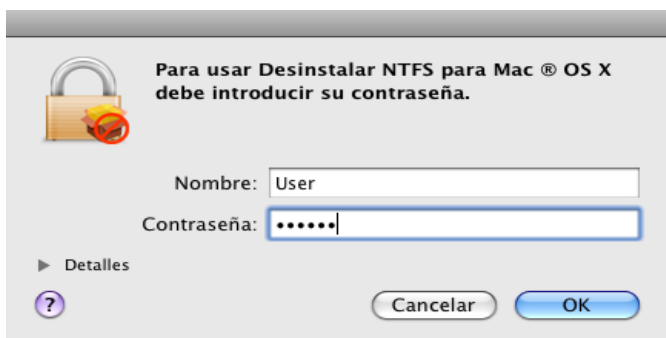 Para usar Desinstalar NTFS para Mac ® OS X
debe introducir su contraseña.
Nombre: User
Contraseña: ••••••
Detalles
? Cancelar OK